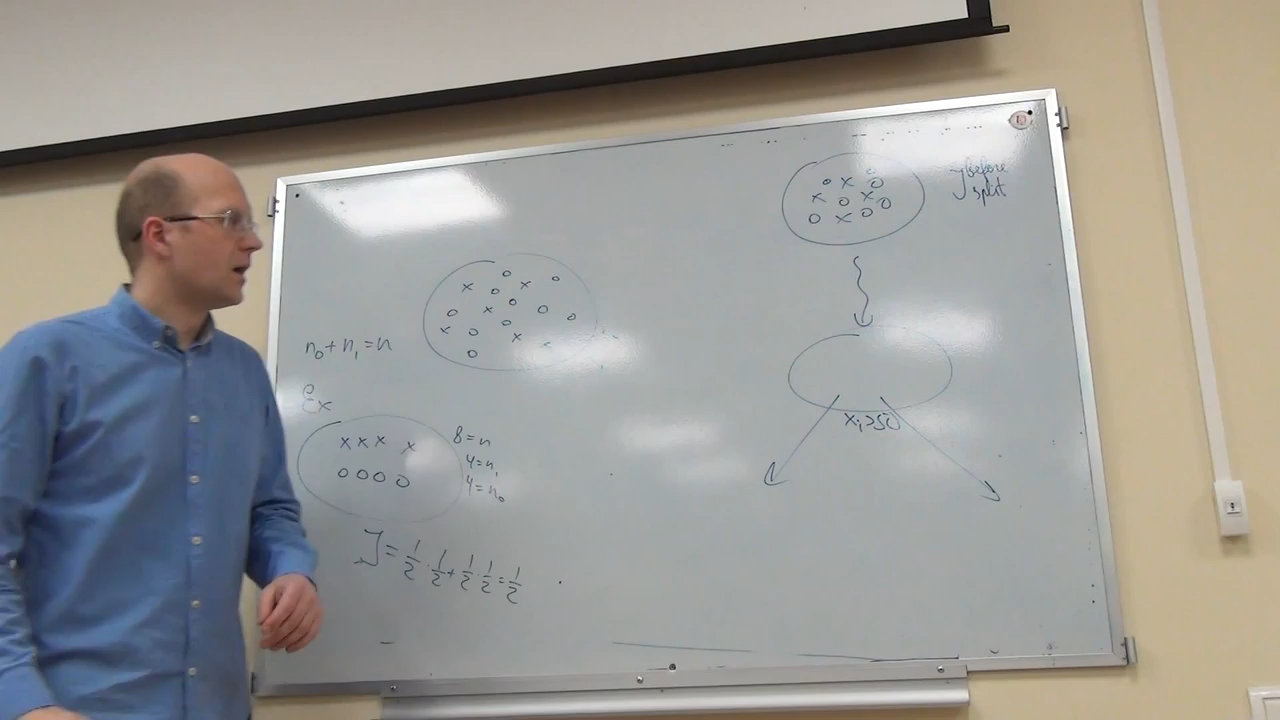 n₀+n₁=n
Ex
x x x x
o o o o
8=n
4=n₁
4=n₀
J = 1/2 · 1/2 + 1/2 · 1/2 = 1/2
J before
split
xᵢ>50